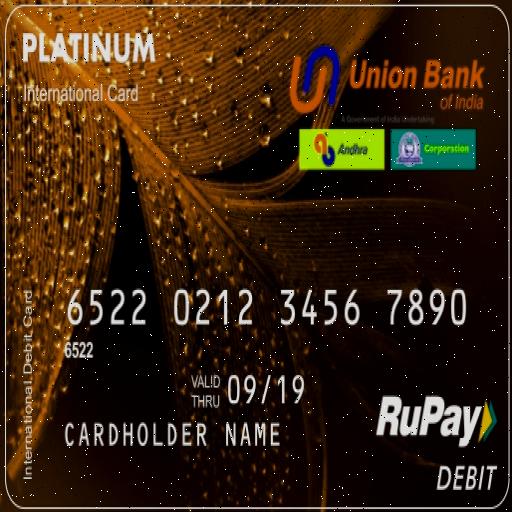 PLATINUM
International Card
Union Bank
of India
A Government of India Undertaking
Andhra
Corporation
6522 0212 3456 7890
6522
VALID
THRU 09/19
CARDHOLDER NAME
International Debit Card
RuPay
DEBIT